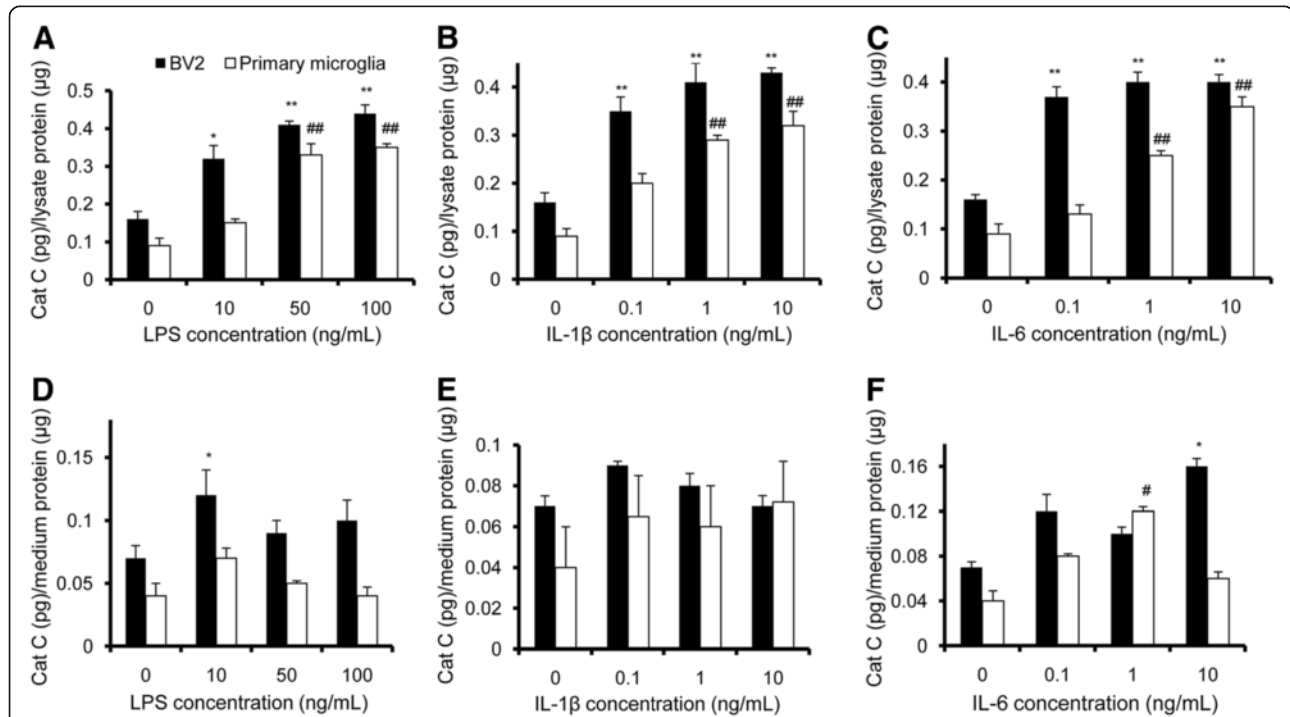 A
BV2 Primary microglia
Cat C (pg)/lysate protein (µg)
0.5
0.4
0.3
0.2
0.1
0
* ** ## ** ##
0 10 50 100
LPS concentration (ng/mL)
B
Cat C (pg)/lysate protein (µg)
0.4
0.3
0.2
0.1
0
** ** ## ** ##
0 0.1 1 10
IL-1β concentration (ng/mL)
C
Cat C (pg)/lysate protein (µg)
0.4
0.3
0.2
0.1
0
** ** ## ** ##
0 0.1 1 10
IL-6 concentration (ng/mL)
D
Cat C (pg)/medium protein (µg)
0.15
0.1
0.05
0
*
0 10 50 100
LPS concentration (ng/mL)
E
Cat C (pg)/medium protein (µg)
0.1
0.08
0.06
0.04
0.02
0
0 0.1 1 10
IL-1β concentration (ng/mL)
F
Cat C (pg)/medium protein (µg)
0.16
0.12
0.08
0.04
0
# *
0 0.1 1 10
IL-6 concentration (ng/mL)